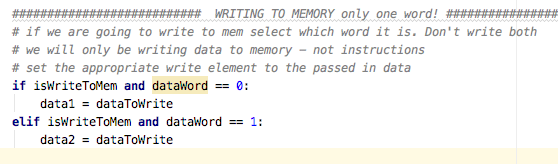 ########################### WRITING TO MEMORY only one word! ################
# if we are going to write to mem select which word it is. Don't write both
# we will only be writing data to memory – not instructions
# set the appropriate write element to the passed in data
if isWriteToMem and dataWord == 0:
    data1 = dataToWrite
elif isWriteToMem and dataWord == 1:
    data2 = dataToWrite